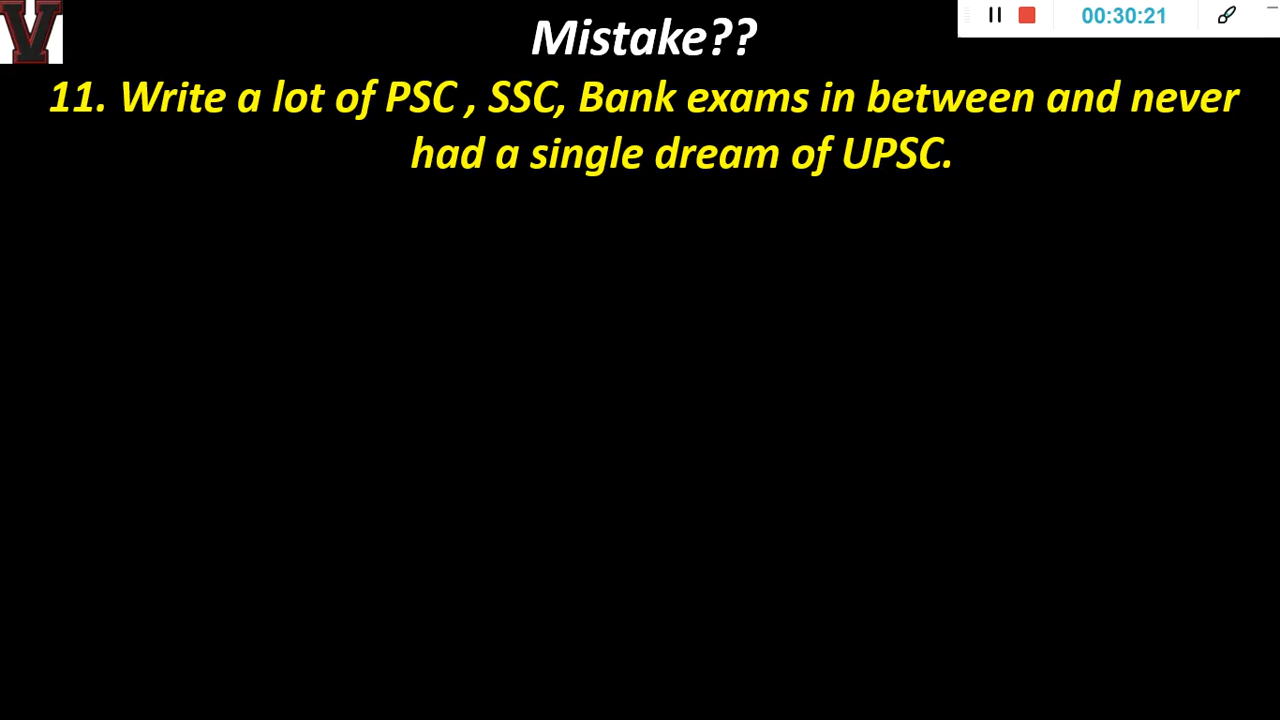 V
Mistake??
00:30:21
11. Write a lot of PSC , SSC, Bank exams in between and never
had a single dream of UPSC.